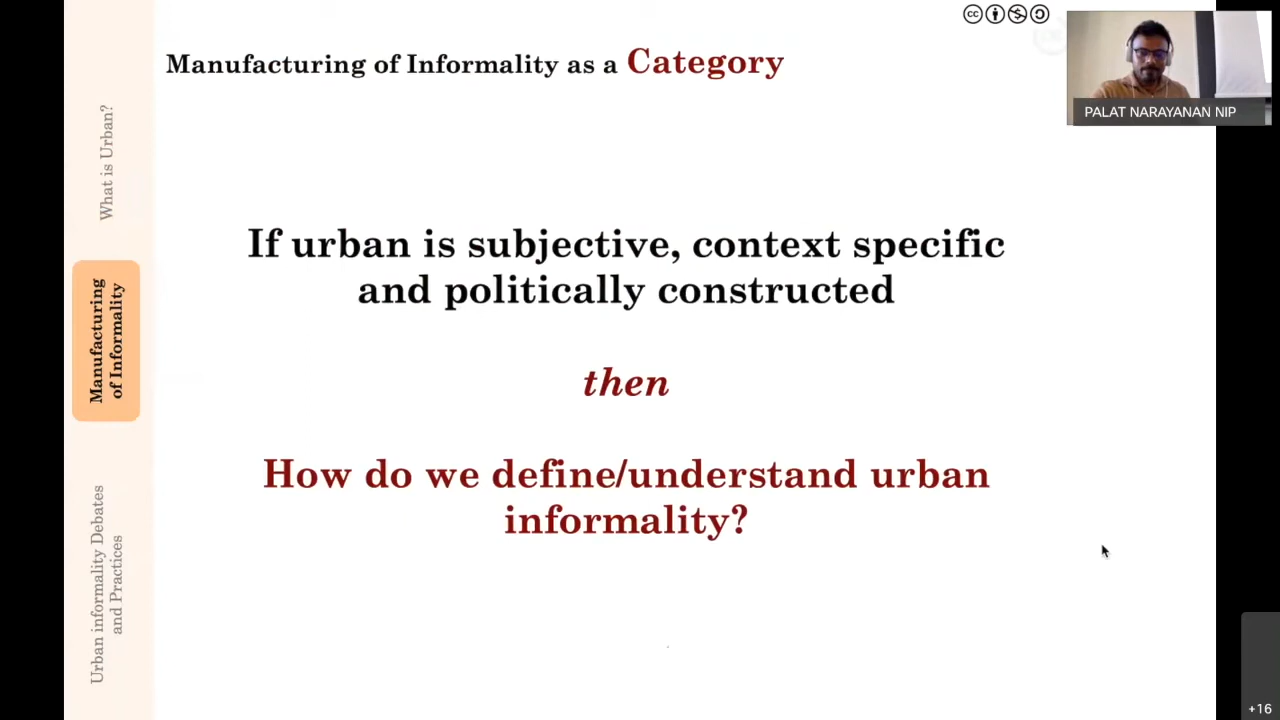 Manufacturing of Informality as a Category
PALAT NARAYANAN NIP
What is Urban?
Manufacturing
of Informality
Urban informality Debates
and Practices
If urban is subjective, context specific
and politically constructed
then
How do we define/understand urban
informality?
+16